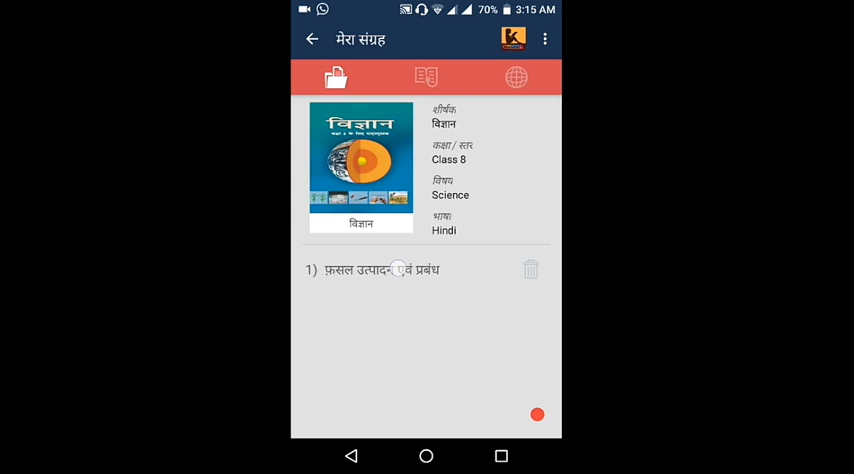 70% 3:15 AM
मेरा संग्रह
विज्ञान
शीर्षक
विज्ञान
कक्षा / स्तर
Class 8
विषय
Science
भाषा
Hindi
विज्ञान
1) फ़सल उत्पादन एवं प्रबंध